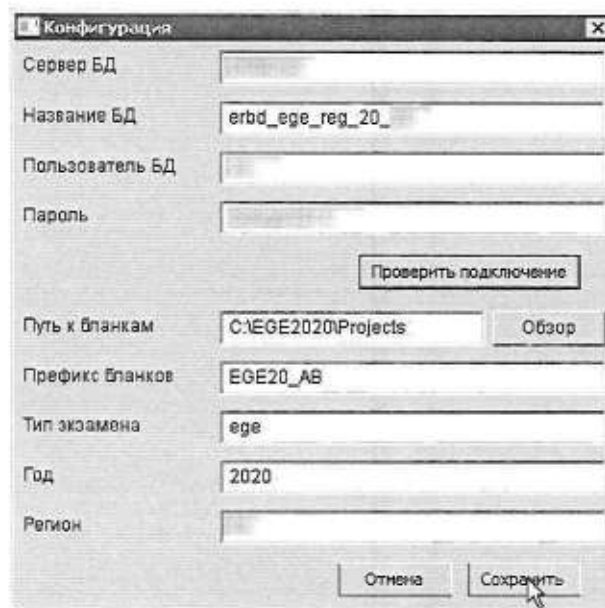 Конфигурация
Сервер БД
Название БД erbd_ege_reg_20_
Пользователь БД
Пароль
Проверить подключение
Путь к бланкам C:\EGE2020\Projects Обзор
Префикс бланков EGE20_AB
Тип экзамена ege
Год 2020
Регион
Отмена Сохранить